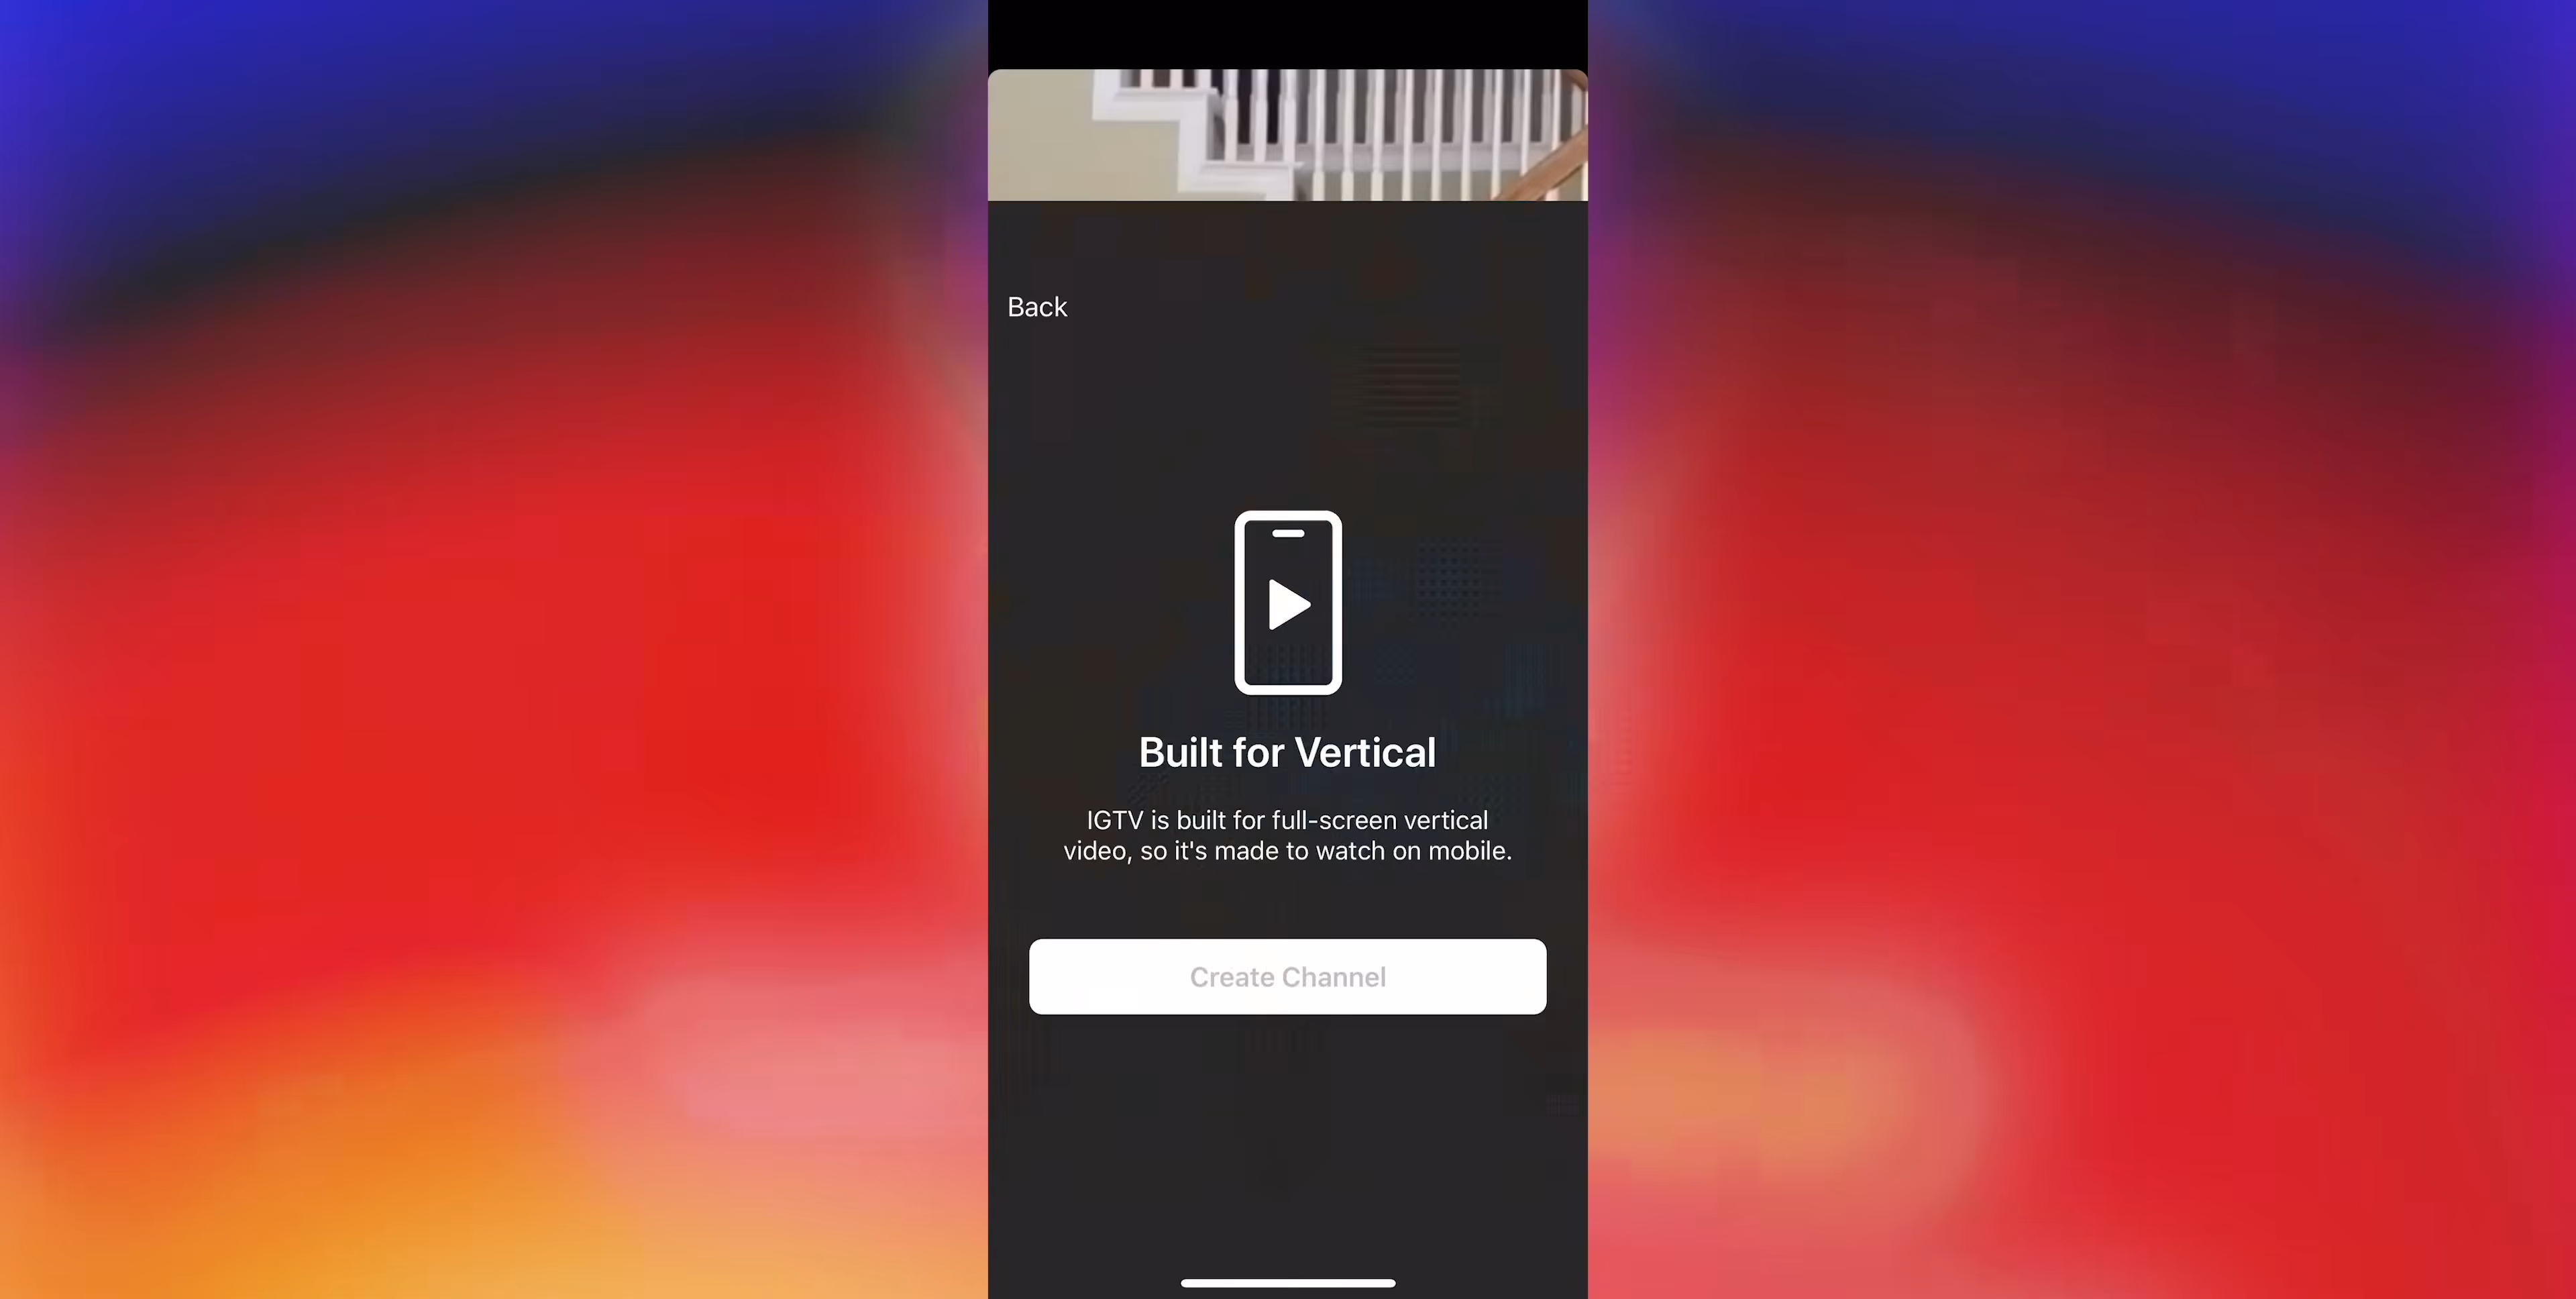 Back
Built for Vertical
IGTV is built for full-screen vertical
video, so it's made to watch on mobile.
Create Channel